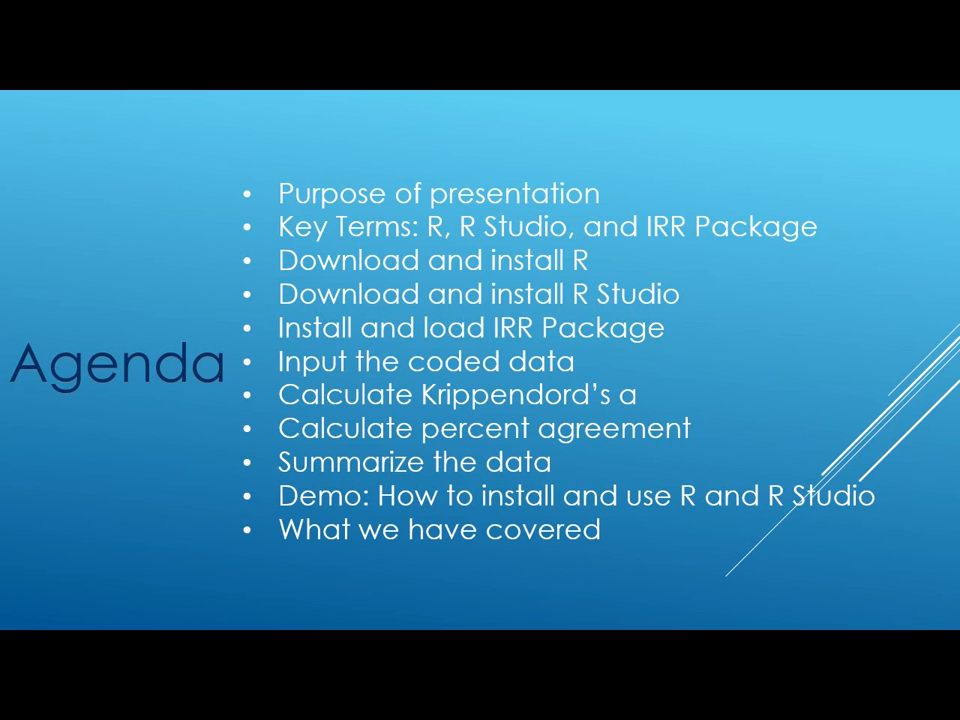 Agenda
• Purpose of presentation
• Key Terms: R, R Studio, and IRR Package
• Download and install R
• Download and install R Studio
• Install and load IRR Package
• Input the coded data
• Calculate Krippendord’s a
• Calculate percent agreement
• Summarize the data
• Demo: How to install and use R and R Studio
• What we have covered